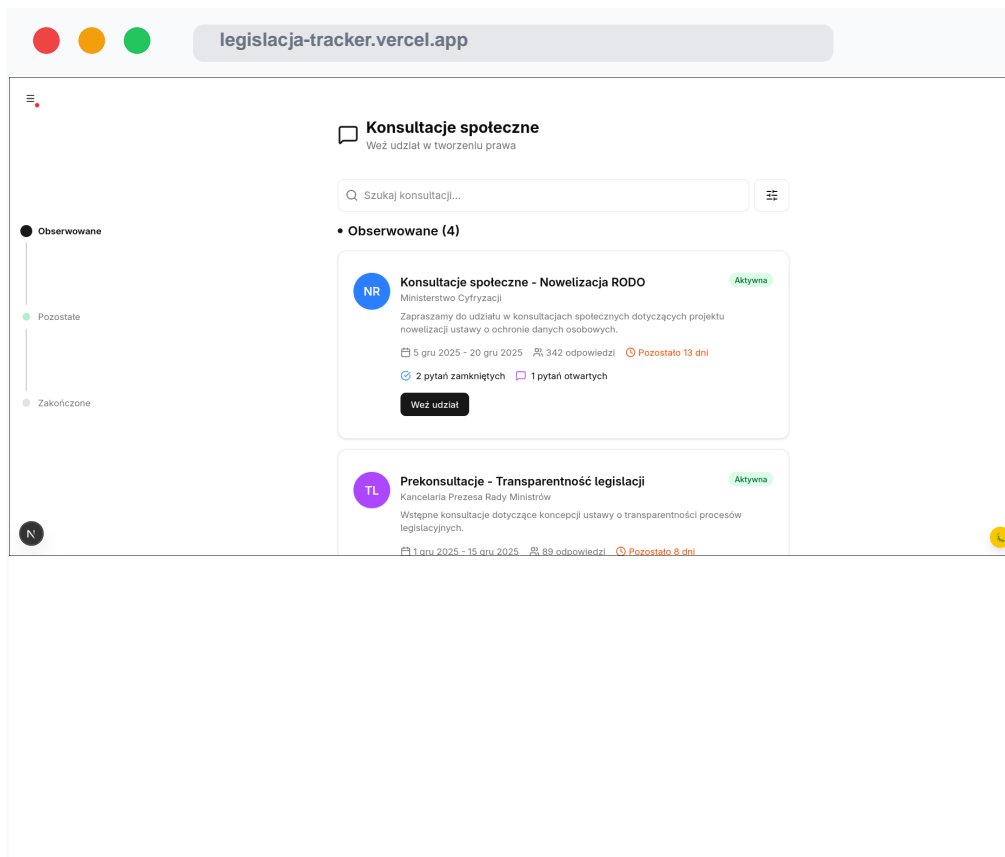 legislacja-tracker.vercel.app
Konsultacje społeczne
Weź udział w tworzeniu prawa
Szukaj konsultacji...
Obserwowane
Pozostałe
Zakończone
N
• Obserwowane (4)
NR
Konsultacje społeczne - Nowelizacja RODO
Aktywna
Ministerstwo Cyfryzacji
Zapraszamy do udziału w konsultacjach społecznych dotyczących projektu
nowelizacji ustawy o ochronie danych osobowych.
5 gru 2025 - 20 gru 2025 342 odpowiedzi Pozostało 13 dni
2 pytań zamkniętych 1 pytań otwartych
Weź udział
TL
Prekonsultacje - Transparentność legislacji
Aktywna
Kancelaria Prezesa Rady Ministrów
Wstępne konsultacje dotyczące koncepcji ustawy o transparentności procesów
legislacyjnych.
1 gru 2025 - 15 gru 2025 89 odpowiedzi Pozostało 8 dni